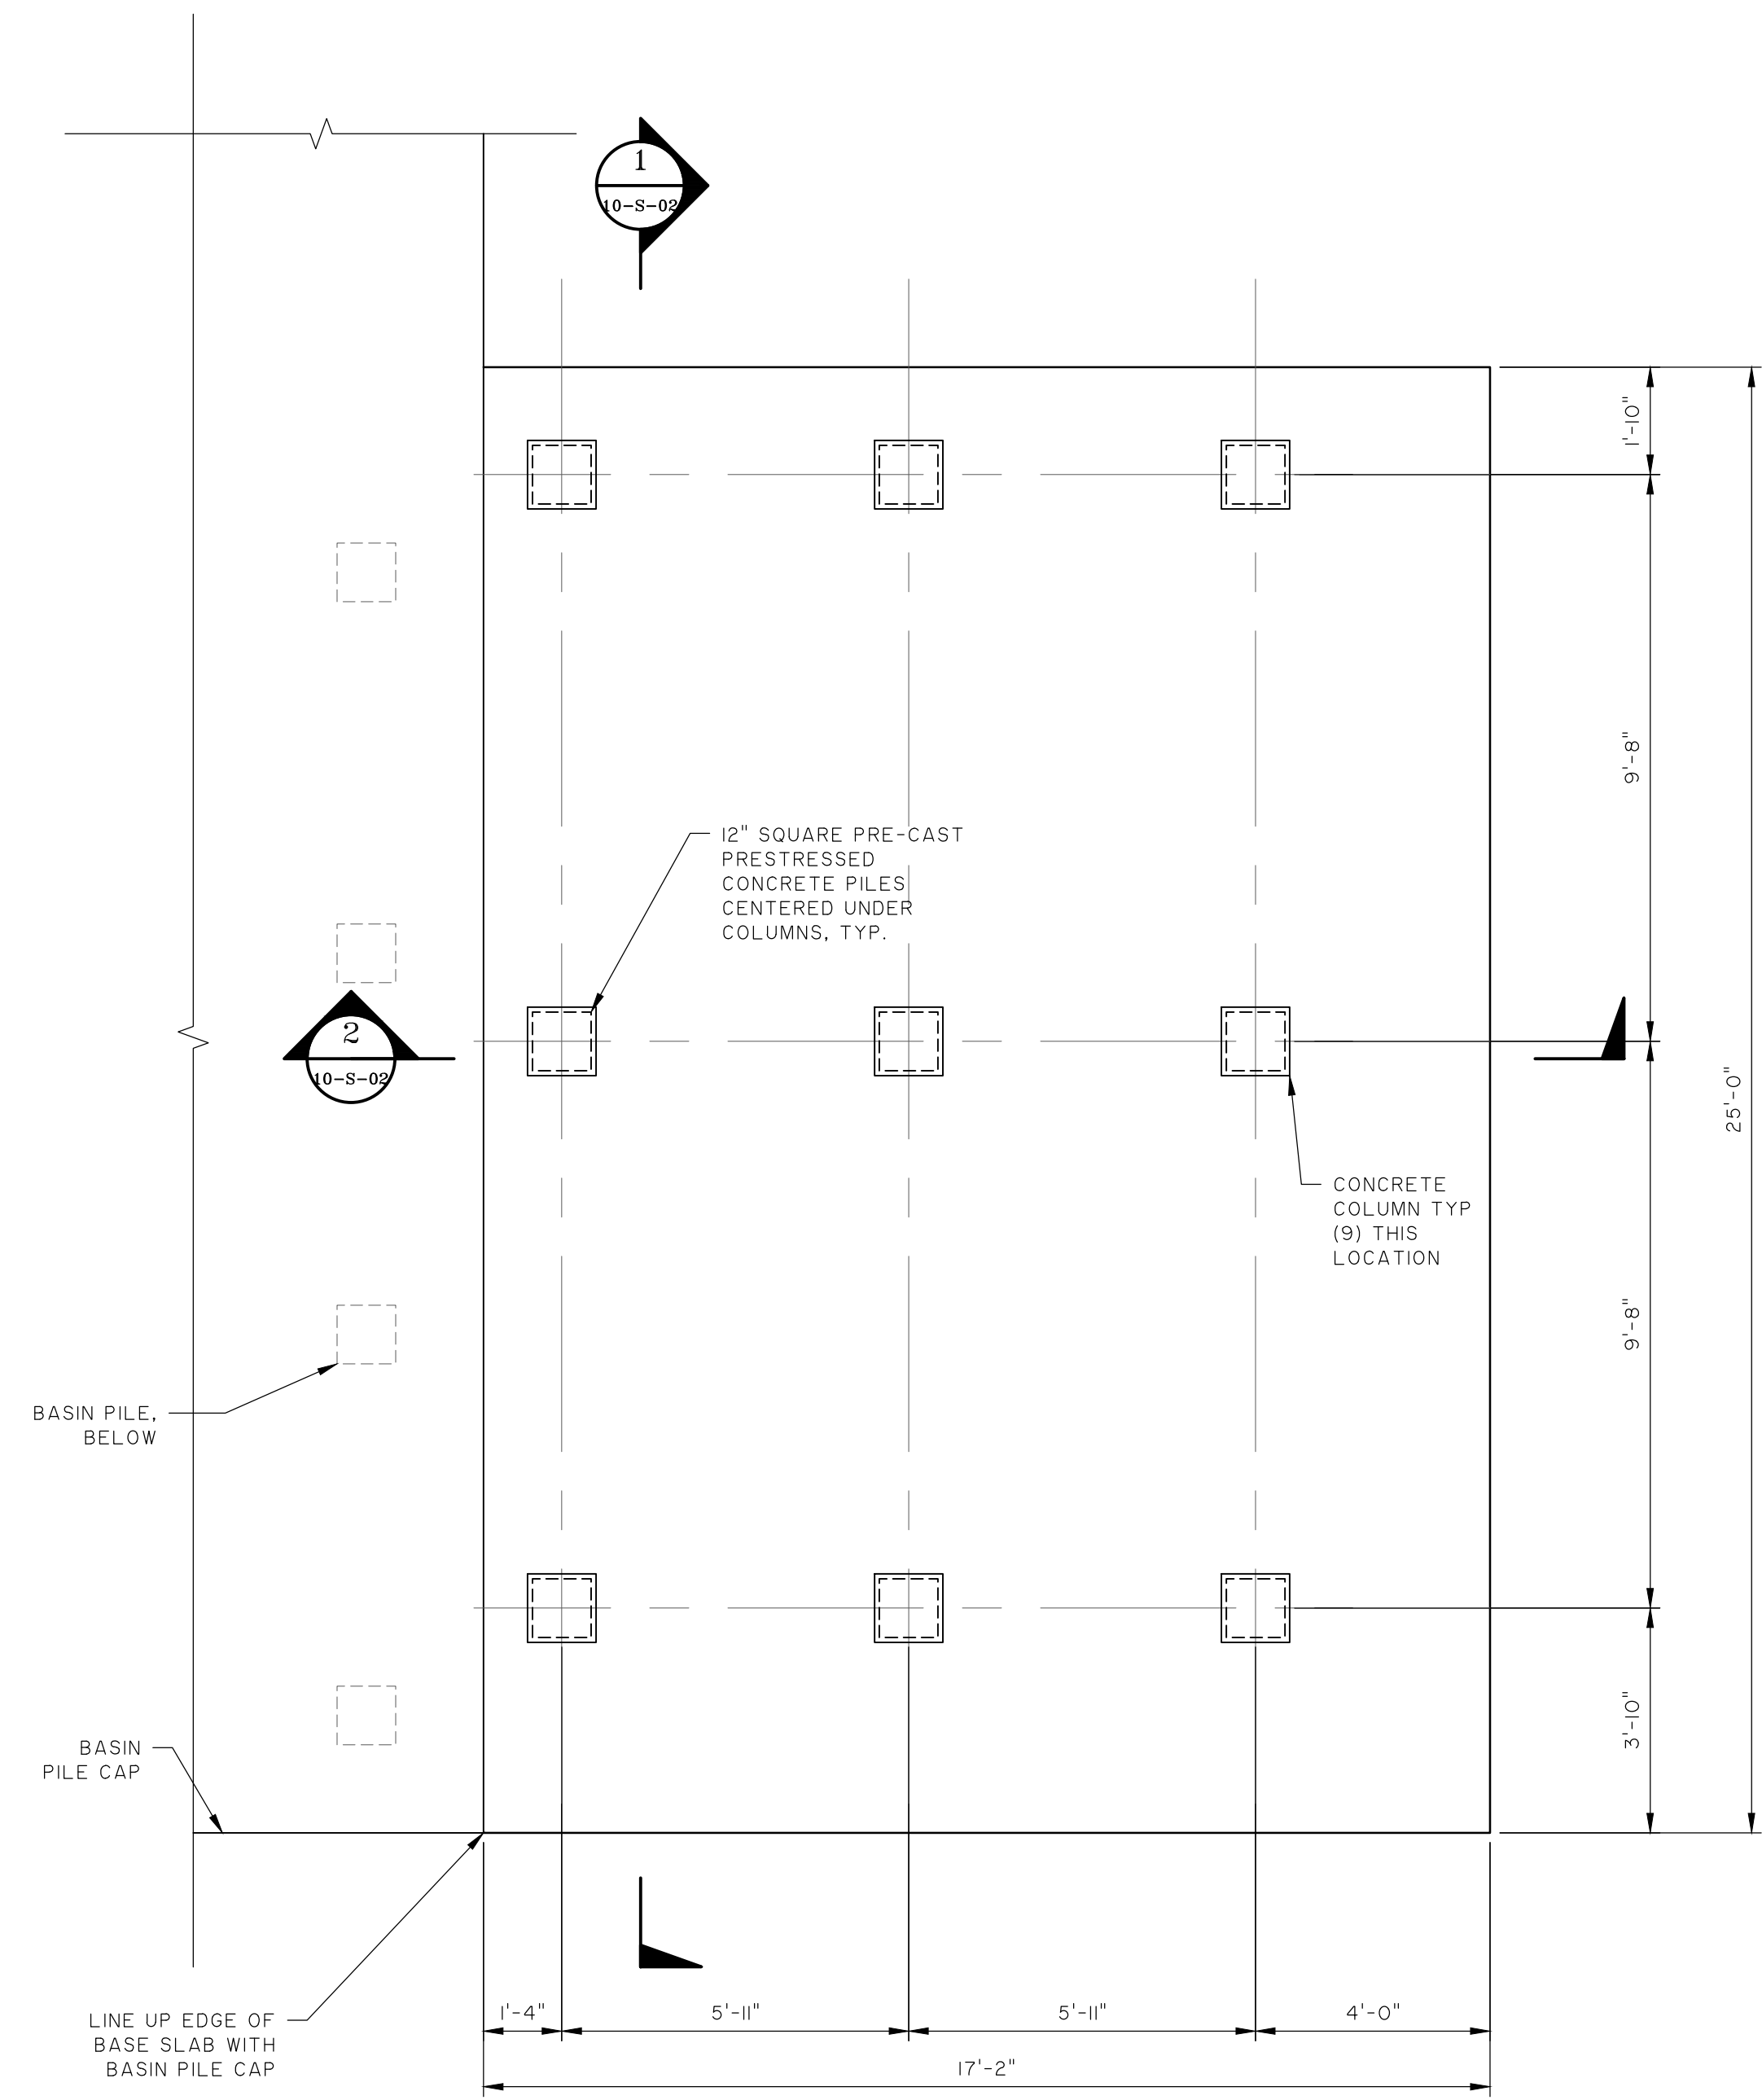 1
10-S-02
1'-10"
9'-8"
12" SQUARE PRE-CAST
PRESTRESSED
CONCRETE PILES
CENTERED UNDER
COLUMNS, TYP.
2
10-S-02
25'-0"
CONCRETE
COLUMN TYP
(9) THIS
LOCATION
9'-8"
BASIN PILE,
BELOW
3'-10"
BASIN
PILE CAP
LINE UP EDGE OF
BASE SLAB WITH
BASIN PILE CAP
1'-4"
5'-11"
5'-11"
4'-0"
17'-2"